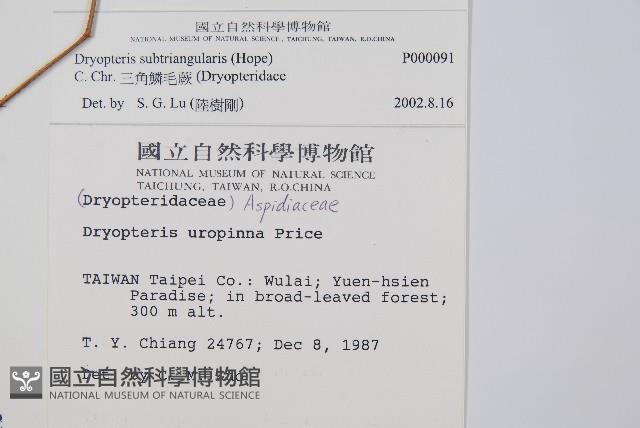 國立自然科學博物館
NATIONAL MUSEUM OF NATURAL SCIENCE, TAICHUNG, TAIWAN, R.O.CHINA
Dryopteris subtriangularis (Hope) P000091
C. Chr. 三角鱗毛蕨 (Dryopteridace
Det. by S. G. Lu (陸樹剛) 2002.8.16
國立自然科學博物館
NATIONAL MUSEUM OF NATURAL SCIENCE
TAICHUNG, TAIWAN, R.O.CHINA
(Dryopteridaceae) Aspidiaceae
Dryopteris uropinna Price
TAIWAN Taipei Co.: Wulai; Yuen-hsien
Paradise; in broad-leaved forest;
300 m alt.
T. Y. Chiang 24767; Dec 8, 1987
國立自然科學博物館
NATIONAL MUSEUM OF NATURAL SCIENCE